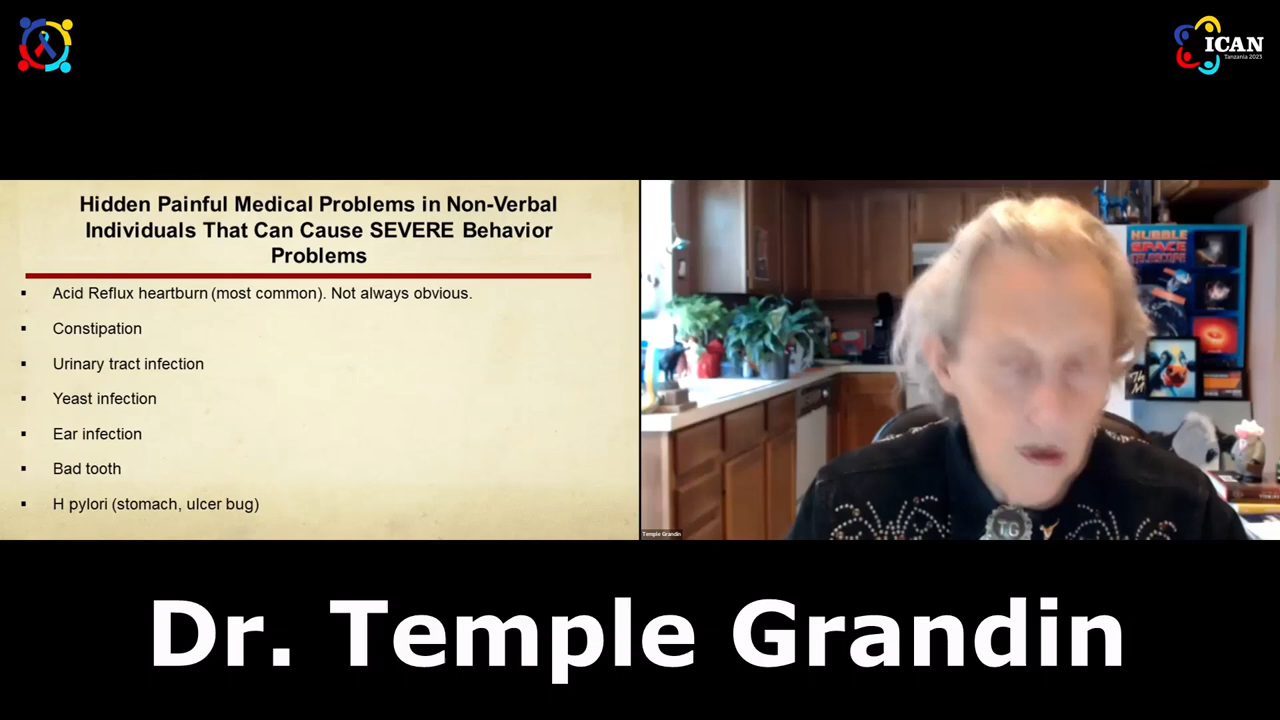 ICAN
Tanzania 2023
Hidden Painful Medical Problems in Non-Verbal
Individuals That Can Cause SEVERE Behavior
Problems
▪ Acid Reflux heartburn (most common). Not always obvious.
▪ Constipation
▪ Urinary tract infection
▪ Yeast infection
▪ Ear infection
▪ Bad tooth
▪ H pylori (stomach, ulcer bug)
HUBBLE
SPACE
TELESCOPE
TG
Temple Grandin
Dr. Temple Grandin